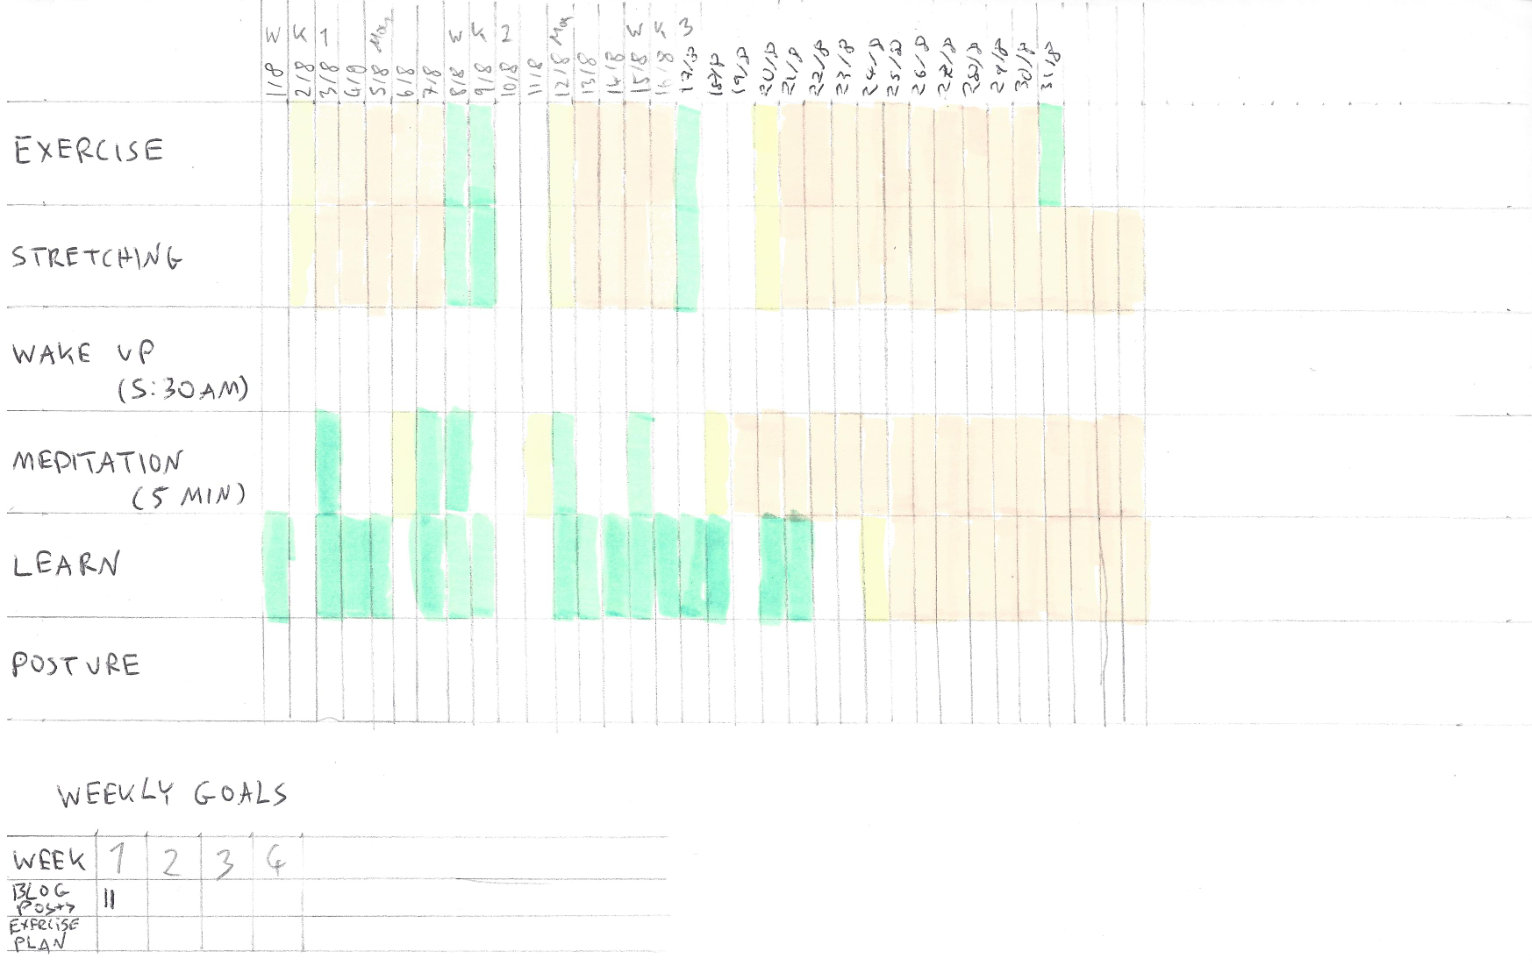 W K 1 Mon W K 2 Mon W K 3
1/8 2/8 3/8 4/8 5/8 6/8 7/8 8/8 9/8 10/8 11/8 12/8 13/8 14/8 15/8 16/8 17/8 18/8 19/8 20/8 21/8 22/8 23/8 24/8 25/8 26/8 27/8 28/8 29/8 30/8 31/8
EXERCISE
STRETCHING
WAKE UP
(5:30AM)
MEDITATION
(5 MIN)
LEARN
POSTURE
WEEKLY GOALS
WEEK 1 2 3 4
BLOG
POSTS
II
EXERCISE
PLAN